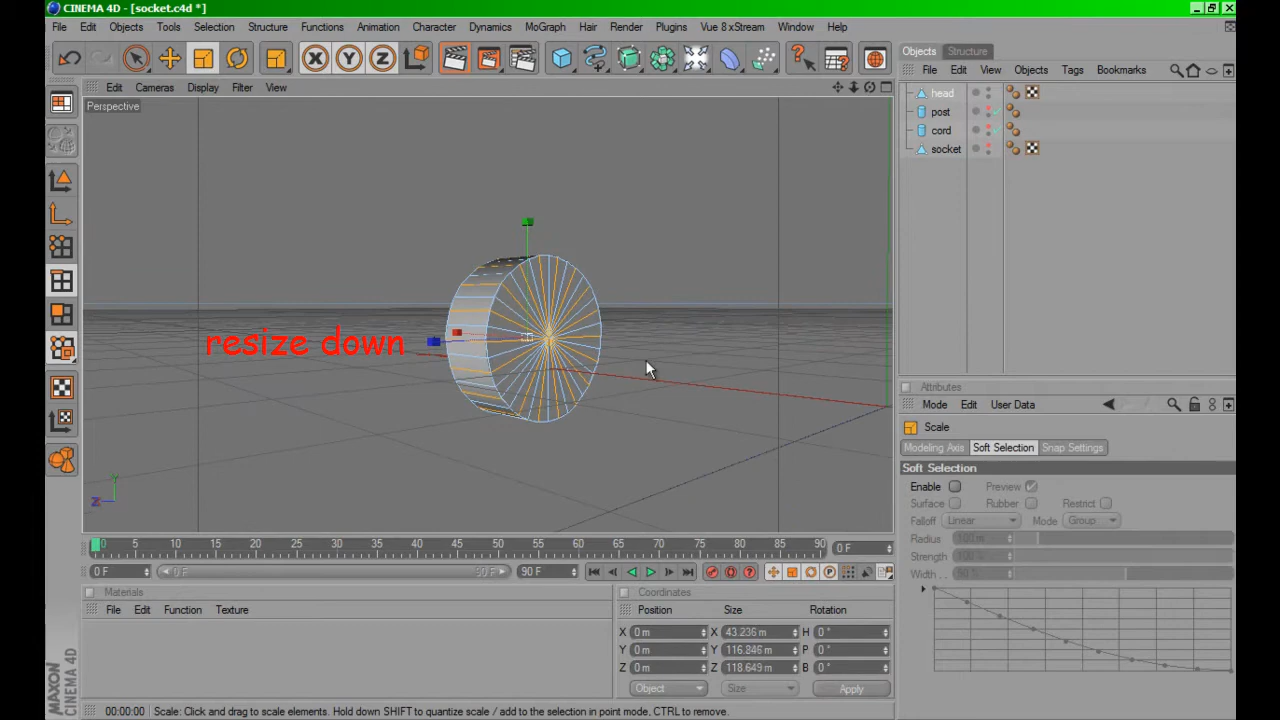 CINEMA 4D - [socket.c4d *]
File Edit Objects Tools Selection Structure Functions Animation Character Dynamics MoGraph Hair Render Plugins Vue 8 xStream Window Help
X Y Z
Objects Structure
File Edit View Objects Tags Bookmarks
head
post
cord
socket
Edit Cameras Display Filter View
Perspective
resize down
Y
Z
Attributes
Mode Edit User Data
Scale
Modeling Axis Soft Selection Snap Settings
Soft Selection
Enable Preview
Surface Rubber Restrict
Falloff Linear Mode Group
Radius 100 m
Strength 100 %
Width . .
0 5 10 15 20 25 30 35 40 45 50 55 60 65 70 75 80 85 90 0 F
0 F 0 F 90 F 90 F
Materials
File Edit Function Texture
Coordinates
Position Size Rotation
X 0 m X 43.236 m H 0 °
Y 0 m Y 116.846 m P 0 °
Z 0 m Z 118.649 m B 0 °
Object Size Apply
MAXON
CINEMA 4D
00:00:00 Scale: Click and drag to scale elements. Hold down SHIFT to quantize scale / add to the selection in point mode. CTRL to remove.